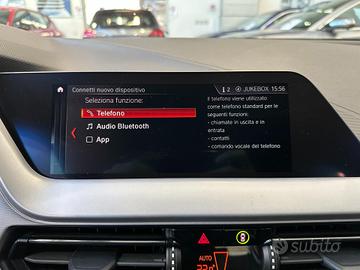 Connetti nuovo dispositivo
2 JUKEBOX 15:56
Seleziona funzione:
Telefono
Audio Bluetooth
App
Il telefono viene utilizzato
come telefono standard per le
seguenti funzioni:
- chiamate in uscita e in
entrata
- contatti
- comando vocale del telefono
AUTO
subito